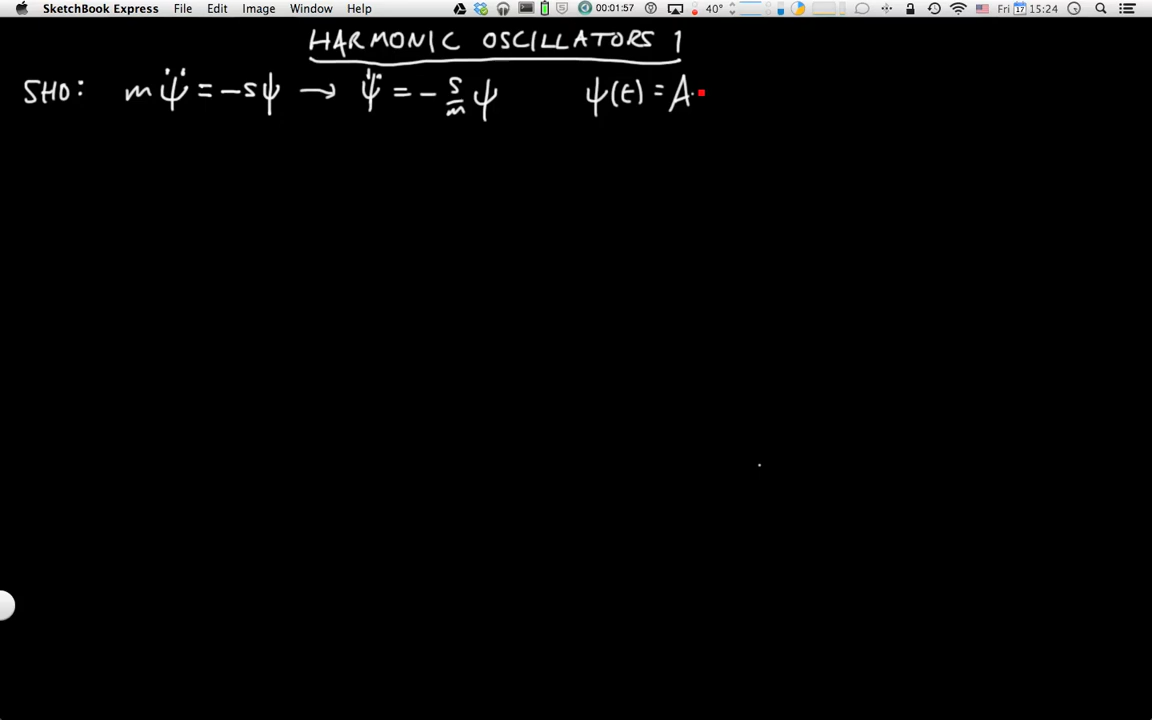 SketchBook Express File Edit Image Window Help 00:01:57 40° Fri 17 15:24
HARMONIC OSCILLATORS 1
SHO: mψ̈ = -sψ → ψ̈ = - s/m ψ ψ(t) = A